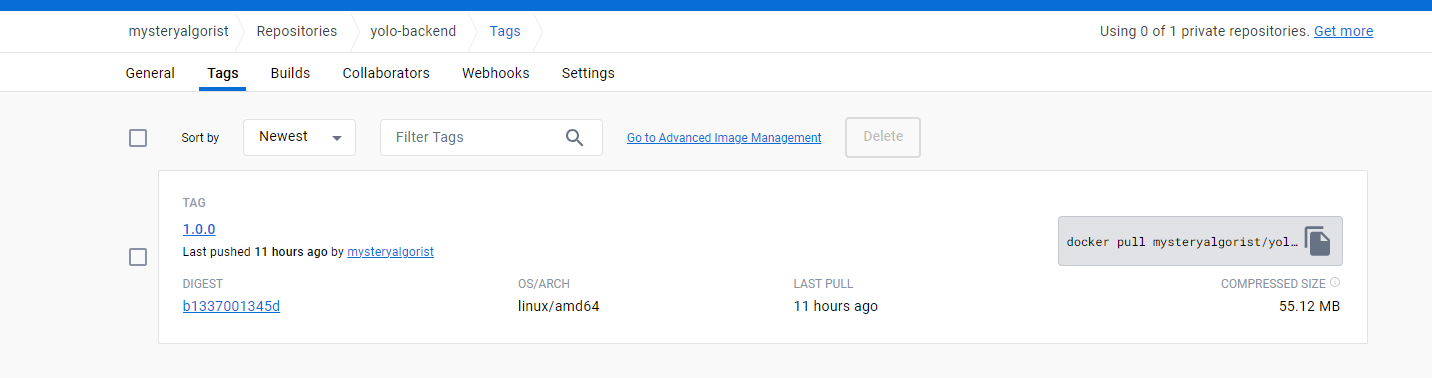 mysteryalgorist Repositories yolo-backend Tags Using 0 of 1 private repositories. Get more
General Tags Builds Collaborators Webhooks Settings
Sort by Newest Filter Tags Go to Advanced Image Management Delete
TAG
1.0.0
Last pushed 11 hours ago by mysteryalgorist
docker pull mysteryalgorist/yol...
DIGEST OS/ARCH LAST PULL COMPRESSED SIZE
b1337001345d linux/amd64 11 hours ago 55.12 MB